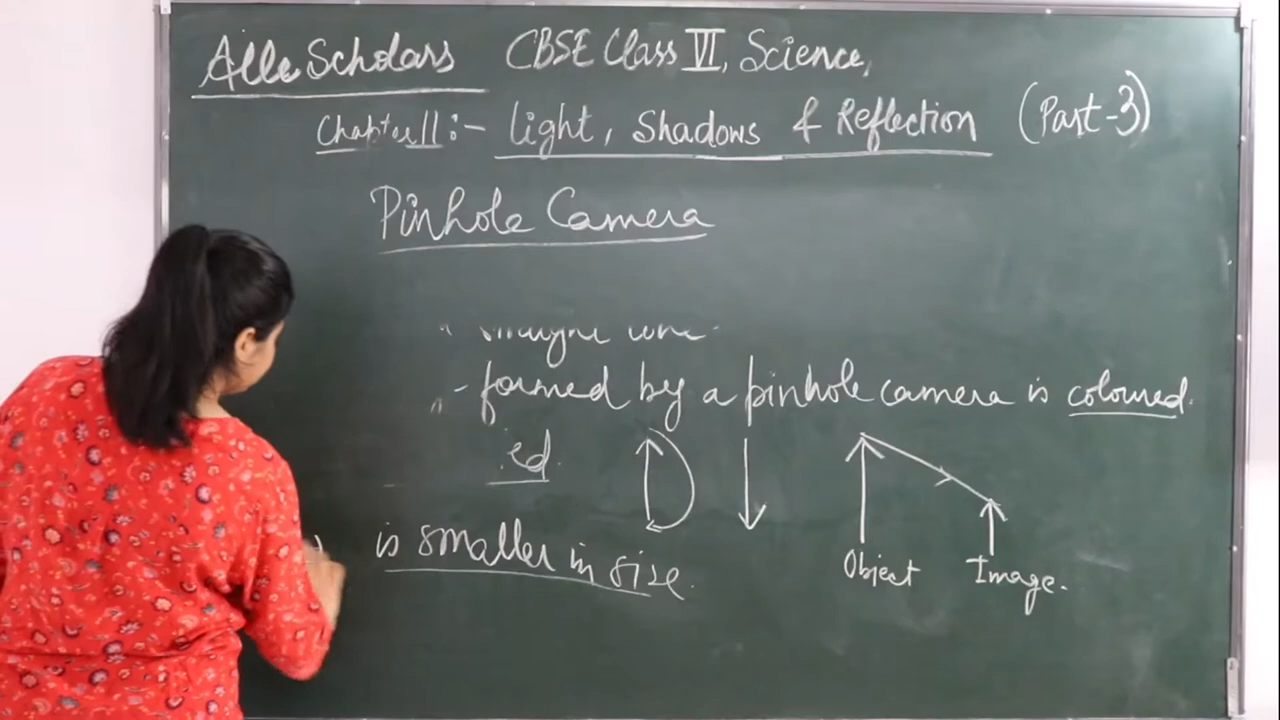 Alle Scholars CBSE Class VI, Science,
Chapter 11 :- Light, Shadows & Reflection (Part-3)
Pinhole Camera
- formed by a pinhole camera is coloured.
is smaller in size.
Object
Image.